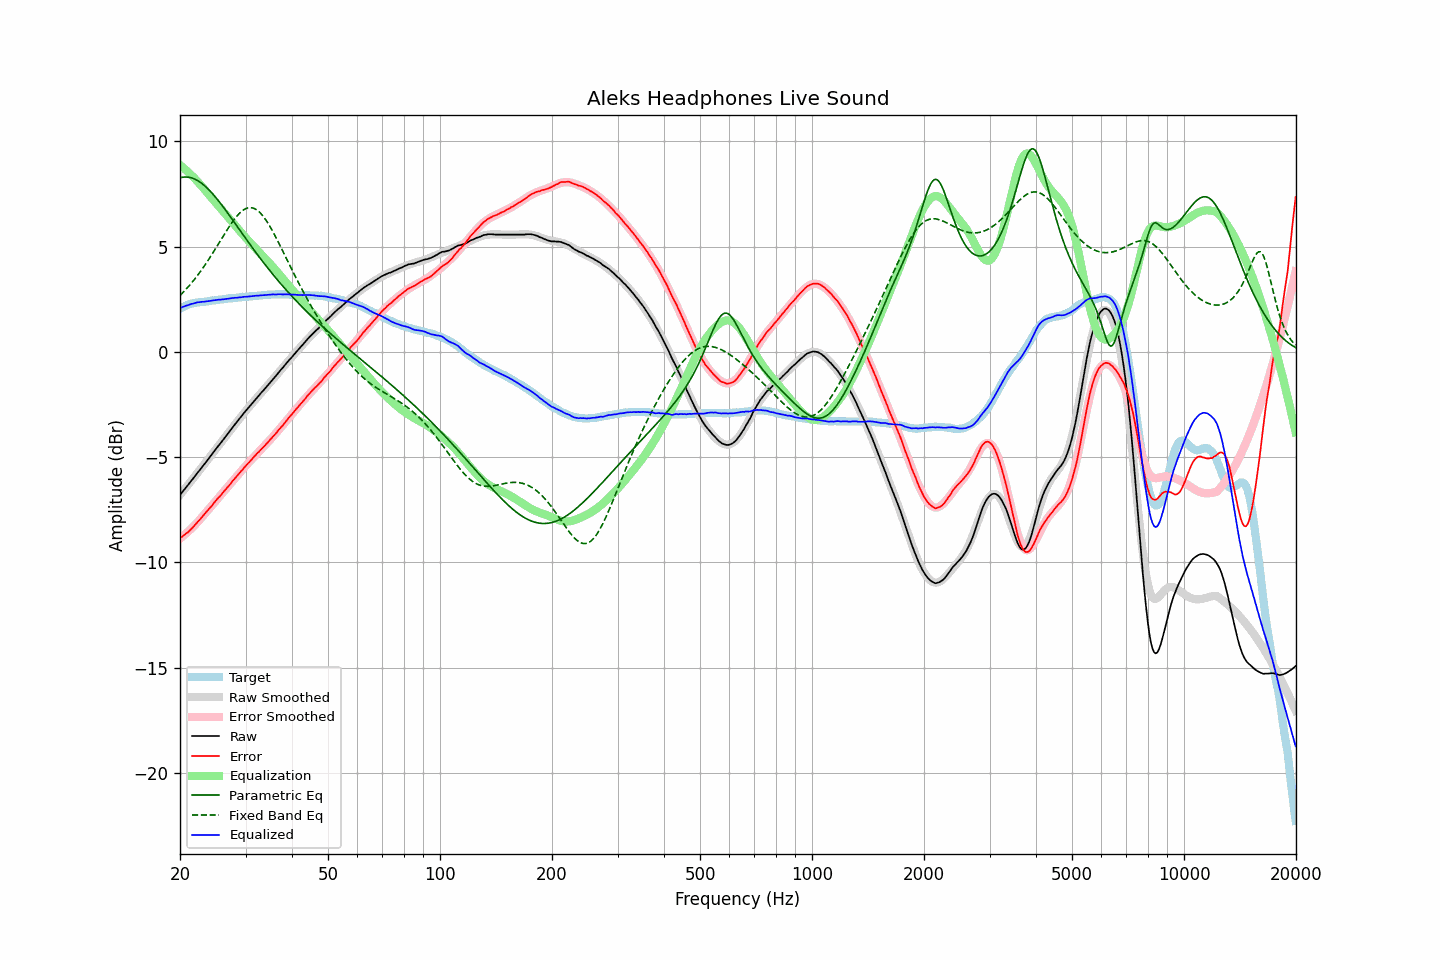 Aleks Headphones Live Sound
Amplitude (dBr)
10
5
0
−5
−10
−15
−20
Target
Raw Smoothed
Error Smoothed
Raw
Error
Equalization
Parametric Eq
Fixed Band Eq
Equalized
20 50 100 200 500 1000 2000 5000 10000 20000
Frequency (Hz)